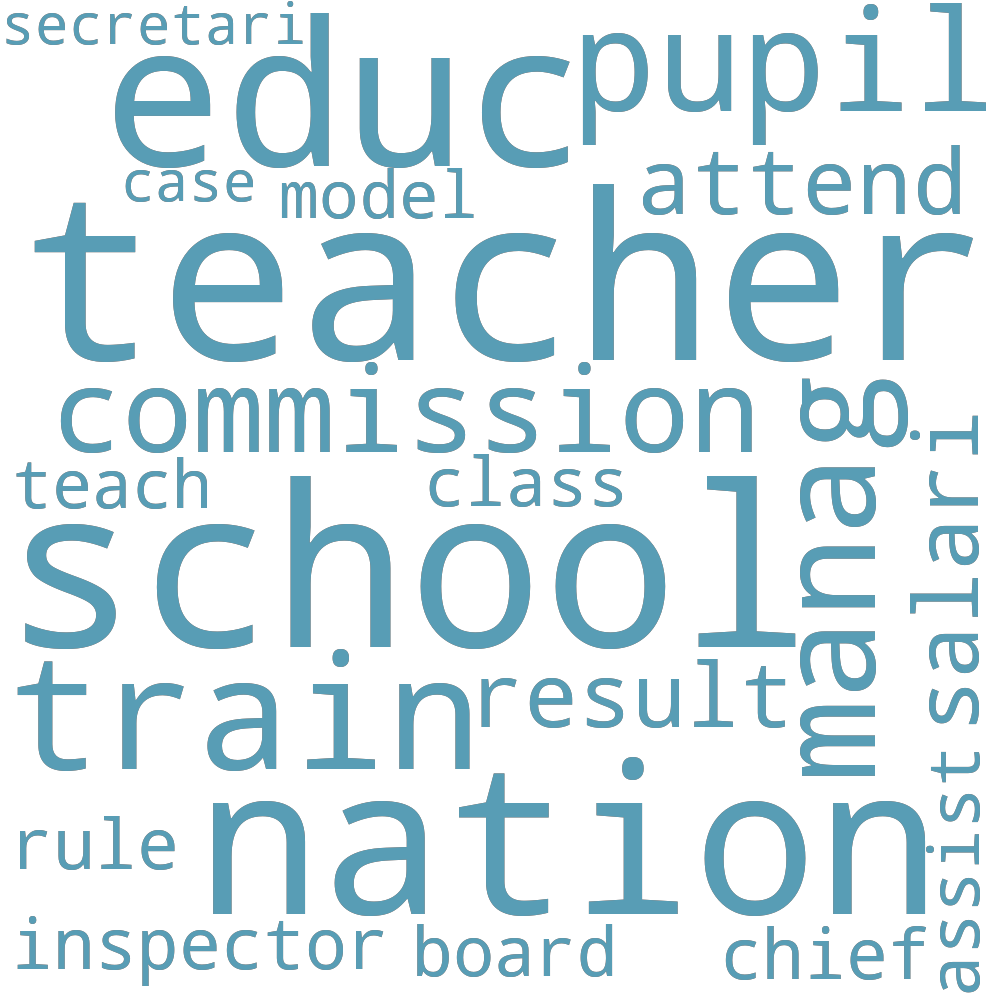 secretari
educ
pupil
case
model
attend
teacher
commission
manag
salari
teach
class
school
train
result
nation
assist
rule
inspector
board
chief